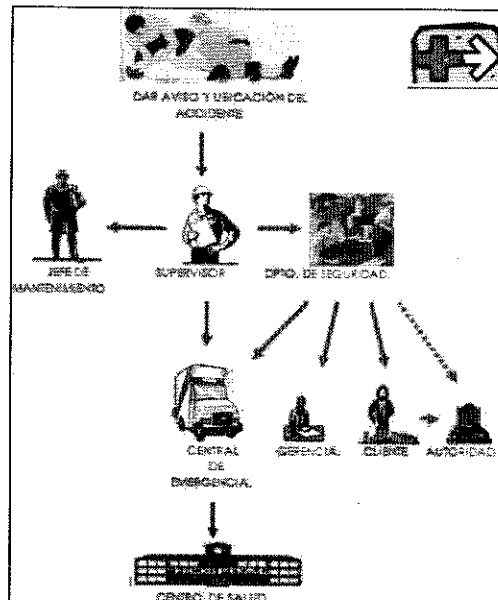 DAR AVISO Y UBICACIÓN DEL
ACCIDENTE
JEFE DE
MANTENIMIENTO
SUPERVISOR
DPTO. DE SEGURIDAD.
CENTRAL
DE
EMERGENCIA.
GERENCIA.
CLIENTE
AUTORIDAD.
CENTRO DE SALUD